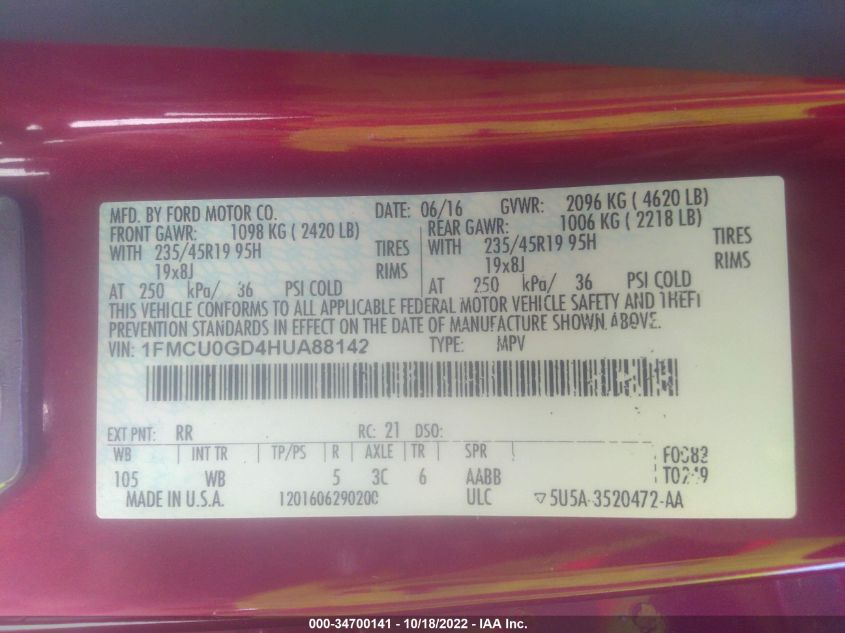 MFD. BY FORD MOTOR CO. DATE: 06/16 GVWR: 2096 KG ( 4620 LB)
FRONT GAWR: 1098 KG ( 2420 LB) REAR GAWR: 1006 KG ( 2218 LB)
WITH 235/45R19 95H TIRES WITH 235/45R19 95H TIRES
19x8J RIMS 19x8J RIMS
AT 250 kPa/ 36 PSI COLD AT 250 kPa/ 36 PSI COLD
THIS VEHICLE CONFORMS TO ALL APPLICABLE FEDERAL MOTOR VEHICLE SAFETY AND THEFT
PREVENTION STANDARDS IN EFFECT ON THE DATE OF MANUFACTURE SHOWN ABOVE.
VIN: 1FMCU0GD4HUA88142 TYPE: MPV
EXT PNT: RR RC: 21 DSO:
WB INT TR TP/PS R AXLE TR SPR
105 WB 5 3C 6 AABB
MADE IN U.S.A. 12016062902​0C ULC 5U5A-3520472-AA
000-34700141 - 10/18/2022 - IAA Inc.